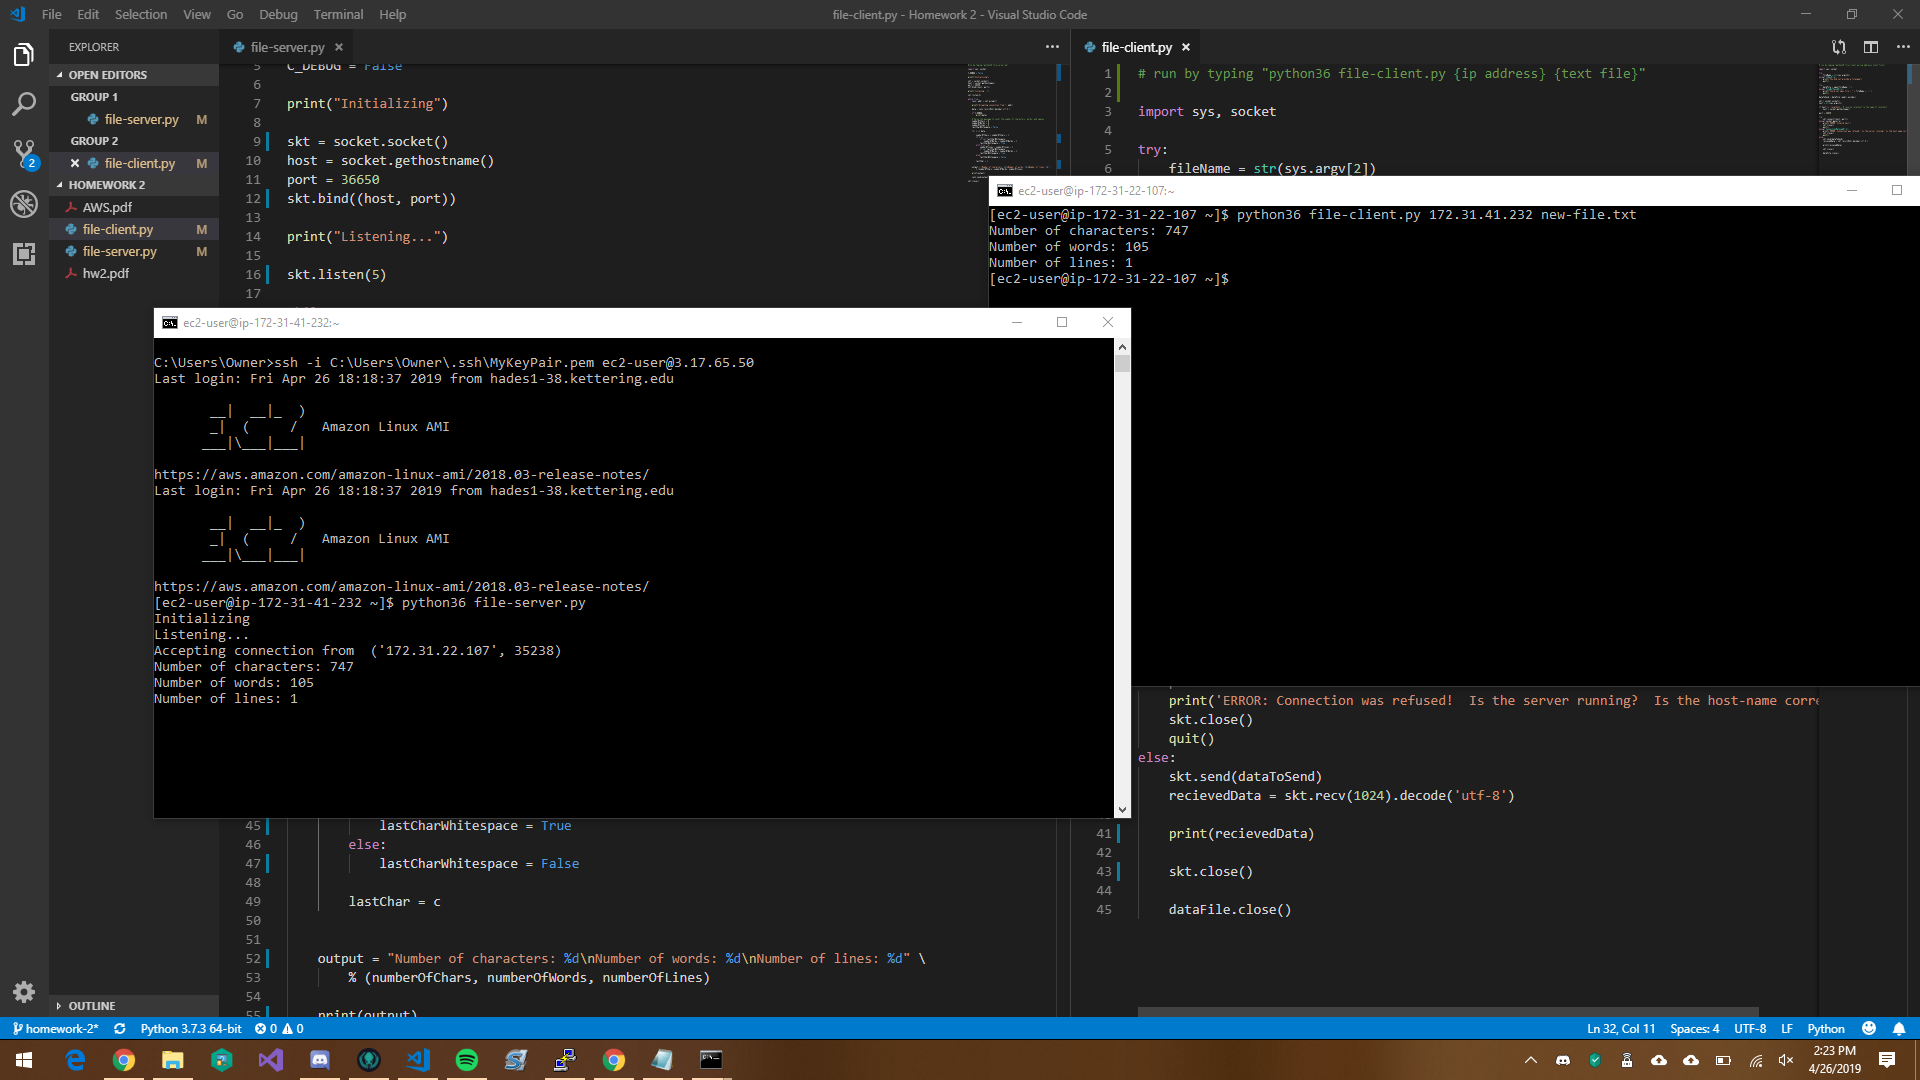 File Edit Selection View Go Debug Terminal Help
file-client.py - Homework 2 - Visual Studio Code
EXPLORER
OPEN EDITORS
GROUP 1
file-server.py M
GROUP 2
file-client.py M
HOMEWORK 2
AWS.pdf
file-client.py M
file-server.py M
hw2.pdf
OUTLINE
2
file-server.py
5 C_DEBUG = False
6
7 print("Initializing")
8
9 skt = socket.socket()
10 host = socket.gethostname()
11 port = 36650
12 skt.bind((host, port))
13
14 print("Listening...")
15
16 skt.listen(5)
17
file-client.py
1 # run by typing "python36 file-client.py {ip address} {text file}"
2
3 import sys, socket
4
5 try:
6 fileName = str(sys.argv[2])
ec2-user@ip-172-31-22-107:~
[ec2-user@ip-172-31-22-107 ~]$ python36 file-client.py 172.31.41.232 new-file.txt
Number of characters: 747
Number of words: 105
Number of lines: 1
[ec2-user@ip-172-31-22-107 ~]$
ec2-user@ip-172-31-41-232:~
C:\Users\Owner>ssh -i C:\Users\Owner\.ssh\MyKeyPair.pem ec2-user@3.17.65.50
Last login: Fri Apr 26 18:18:37 2019 from hades1-38.kettering.edu
__|  __|_  )
_|  (     /   Amazon Linux AMI
___|\___|___|
https://aws.amazon.com/amazon-linux-ami/2018.03-release-notes/
Last login: Fri Apr 26 18:18:37 2019 from hades1-38.kettering.edu
__|  __|_  )
_|  (     /   Amazon Linux AMI
___|\___|___|
https://aws.amazon.com/amazon-linux-ami/2018.03-release-notes/
[ec2-user@ip-172-31-41-232 ~]$ python36 file-server.py
Initializing
Listening...
Accepting connection from  ('172.31.22.107', 35238)
Number of characters: 747
Number of words: 105
Number of lines: 1
45 lastCharWhitespace = True
46 else:
47 lastCharWhitespace = False
48
49 lastChar = c
50
51
52 output = "Number of characters: %d\nNumber of words: %d\nNumber of lines: %d" \
53 % (numberOfChars, numberOfWords, numberOfLines)
54
55 print(output)
print('ERROR: Connection was refused!  Is the server running?  Is the host-name corre
skt.close()
quit()
else:
skt.send(dataToSend)
recievedData = skt.recv(1024).decode('utf-8')
41 print(recievedData)
42
43 skt.close()
44
45 dataFile.close()
homework-2* Python 3.7.3 64-bit 0 0
Ln 32, Col 11 Spaces: 4 UTF-8 LF Python
2:23 PM
4/26/2019